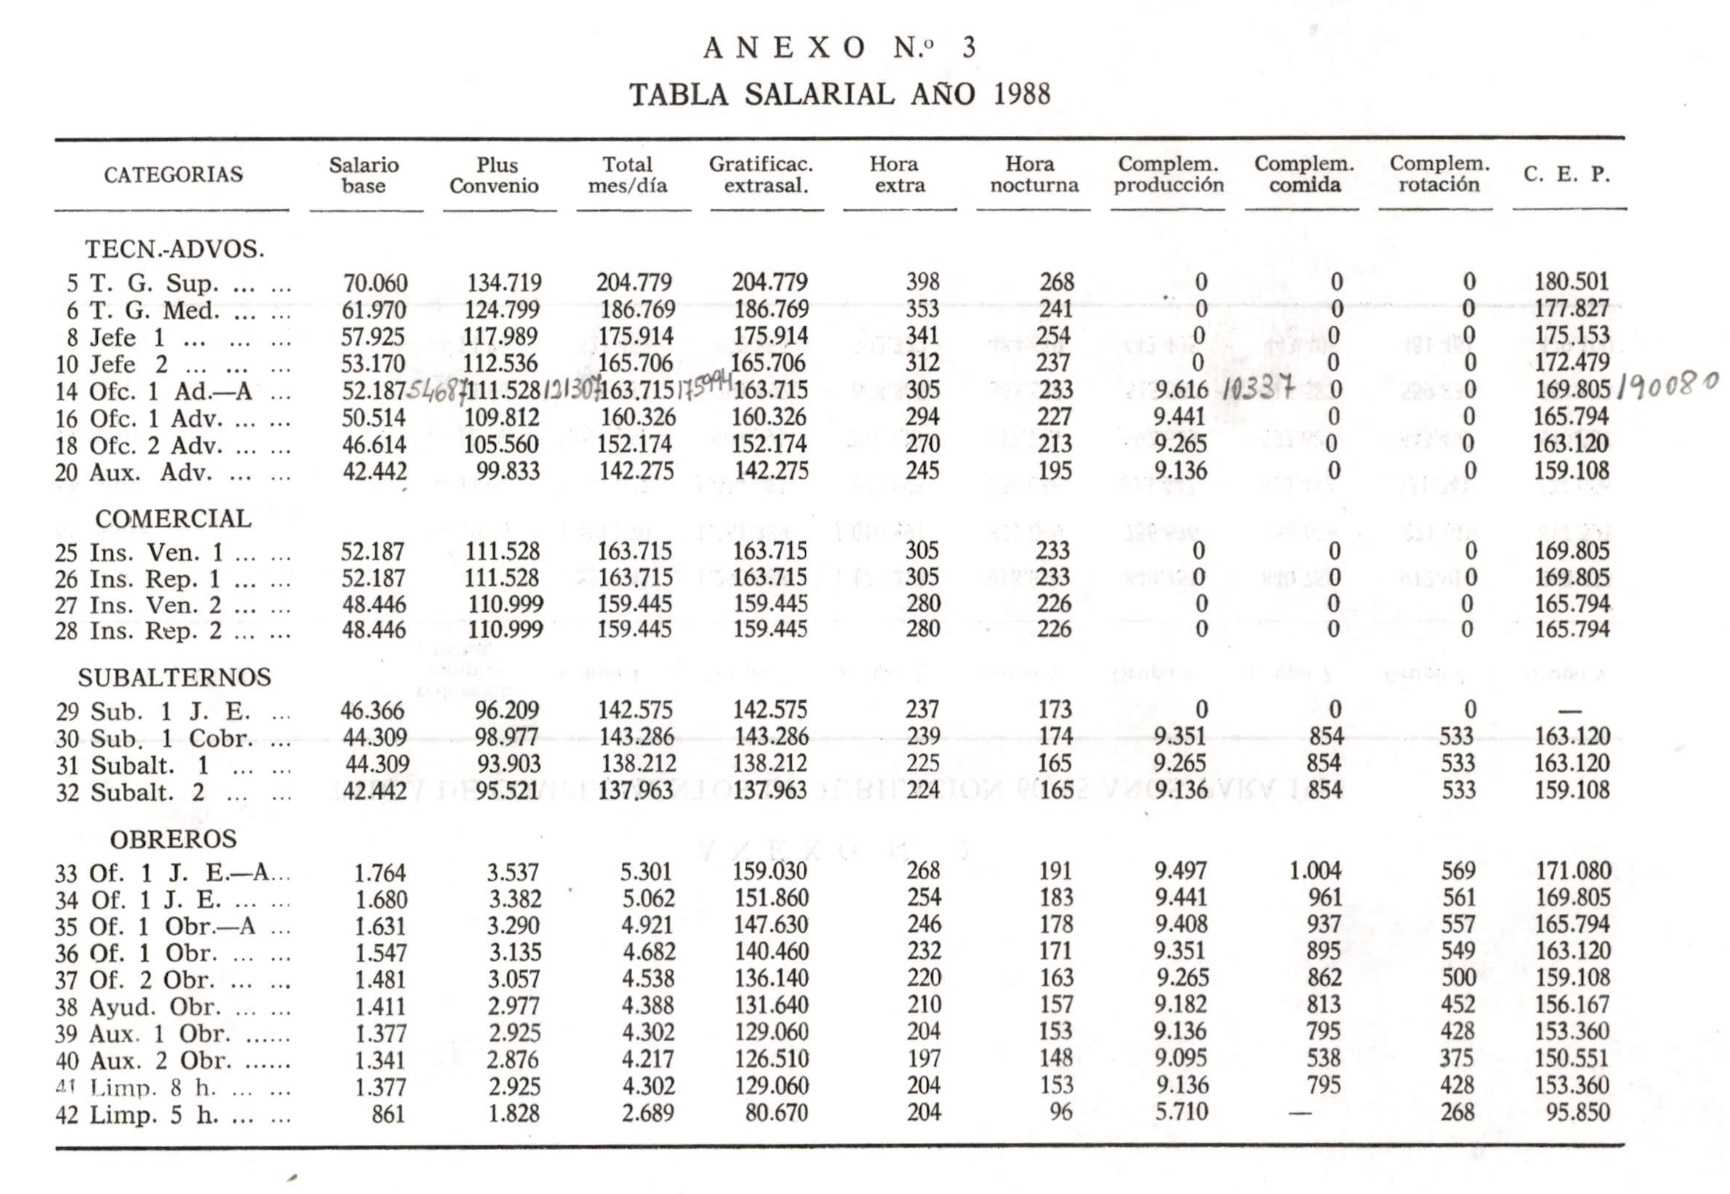 ANEXO N.º 3
TABLA SALARIAL AÑO 1988
CATEGORIAS Salario base Plus Convenio Total mes/día Gratificac. extrasal. Hora extra Hora nocturna Complem. producción Complem. comida Complem. rotación C. E. P.
TECN.-ADVOS.
5 T. G. Sup. ... ... 70.060 134.719 204.779 204.779 398 268 0 0 0 180.501
6 T. G. Med. ... ... 61.970 124.799 186.769 186.769 353 241 0 0 0 177.827
8 Jefe 1 ... ... ... 57.925 117.989 175.914 175.914 341 254 0 0 0 175.153
10 Jefe 2 ... ... ... 53.170 112.536 165.706 165.706 312 237 0 0 0 172.479
14 Ofc. 1 Ad.—A ... 52.187 54687 111.528 121307 163.715 175994 163.715 305 233 9.616 10337 0 0 169.805 190080
16 Ofc. 1 Adv. ... ... 50.514 109.812 160.326 160.326 294 227 9.441 0 0 165.794
18 Ofc. 2 Adv. ... ... 46.614 105.560 152.174 152.174 270 213 9.265 0 0 163.120
20 Aux. Adv. ... ... 42.442 99.833 142.275 142.275 245 195 9.136 0 0 159.108
COMERCIAL
25 Ins. Ven. 1 ... ... 52.187 111.528 163.715 163.715 305 233 0 0 0 169.805
26 Ins. Rep. 1 ... ... 52.187 111.528 163.715 163.715 305 233 0 0 0 169.805
27 Ins. Ven. 2 ... ... 48.446 110.999 159.445 159.445 280 226 0 0 0 165.794
28 Ins. Rep. 2 ... ... 48.446 110.999 159.445 159.445 280 226 0 0 0 165.794
SUBALTERNOS
29 Sub. 1 J. E. ... 46.366 96.209 142.575 142.575 237 173 0 0 0 —
30 Sub. 1 Cobr. ... 44.309 98.977 143.286 143.286 239 174 9.351 854 533 163.120
31 Subalt. 1 ... ... 44.309 93.903 138.212 138.212 225 165 9.265 854 533 163.120
32 Subalt. 2 ... ... 42.442 95.521 137.963 137.963 224 165 9.136 854 533 159.108
OBREROS
33 Of. 1 J. E.—A... 1.764 3.537 5.301 159.030 268 191 9.497 1.004 569 171.080
34 Of. 1 J. E. ... ... 1.680 3.382 5.062 151.860 254 183 9.441 961 561 169.805
35 Of. 1 Obr.—A ... 1.631 3.290 4.921 147.630 246 178 9.408 937 557 165.794
36 Of. 1 Obr. ... ... 1.547 3.135 4.682 140.460 232 171 9.351 895 549 163.120
37 Of. 2 Obr. ... ... 1.481 3.057 4.538 136.140 220 163 9.265 862 500 159.108
38 Ayud. Obr. ... ... 1.411 2.977 4.388 131.640 210 157 9.182 813 452 156.167
39 Aux. 1 Obr. ...... 1.377 2.925 4.302 129.060 204 153 9.136 795 428 153.360
40 Aux. 2 Obr. ...... 1.341 2.876 4.217 126.510 197 148 9.095 538 375 150.551
41 Limp. 8 h. ... ... 1.377 2.925 4.302 129.060 204 153 9.136 795 428 153.360
42 Limp. 5 h. ... ... 861 1.828 2.689 80.670 204 96 5.710 — 268 95.850